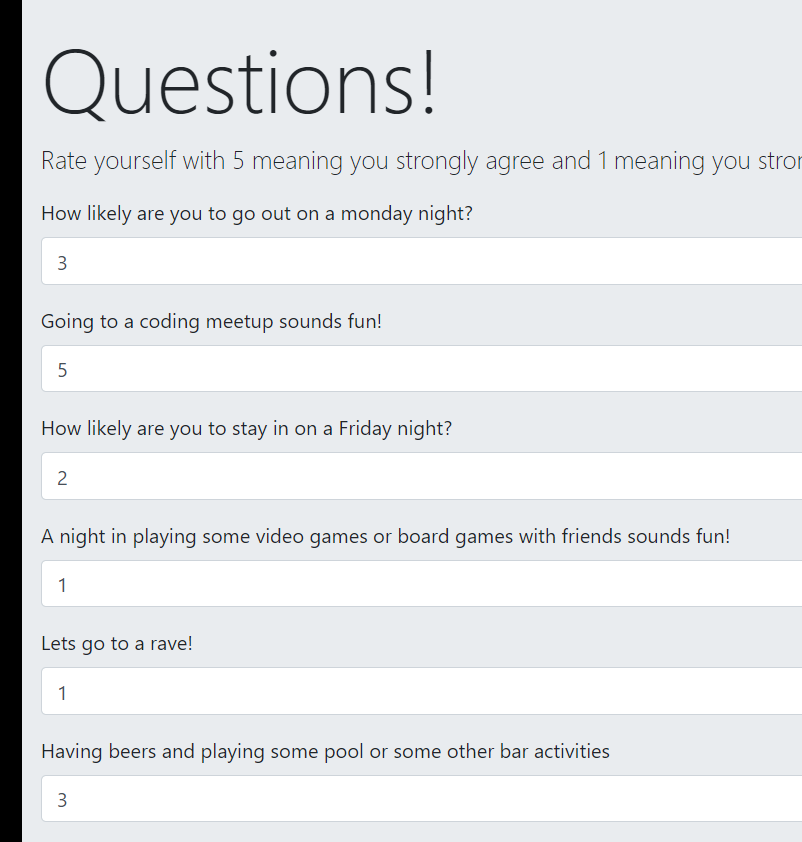 Questions!
Rate yourself with 5 meaning you strongly agree and 1 meaning you
How likely are you to go out on a monday night?
3
Going to a coding meetup sounds fun!
5
How likely are you to stay in on a Friday night?
2
A night in playing some video games or board games with friends sounds fun!
1
Lets go to a rave!
1
Having beers and playing some pool or some other bar activities
3